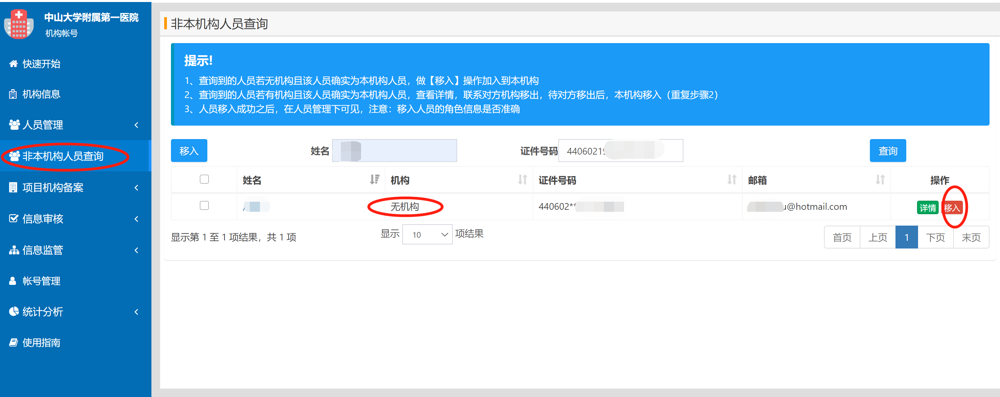 中山大学附属第一医院
机构帐号
快速开始
机构信息
人员管理
非本机构人员查询
项目机构备案
信息审核
信息监管
帐号管理
统计分析
使用指南
非本机构人员查询
提示!
1、查询到的人员若无机构且该人员确实为本机构人员，做【移入】操作加入到本机构
2、查询到的人员若有机构且该人员确实为本机构人员，查看详情，联系对方机构移出，待对方移出后，本机构移入（重复步骤2）
3、人员移入成功之后，在人员管理下可见，注意：移入人员的角色信息是否准确
移入 姓名 证件号码 4406021 查询
姓名 机构 证件号码 邮箱 操作
无机构 440602** u@hotmail.com 详情 移入
显示第 1 至 1 项结果，共 1 项 显示 10 项结果 首页 上页 1 下页 末页